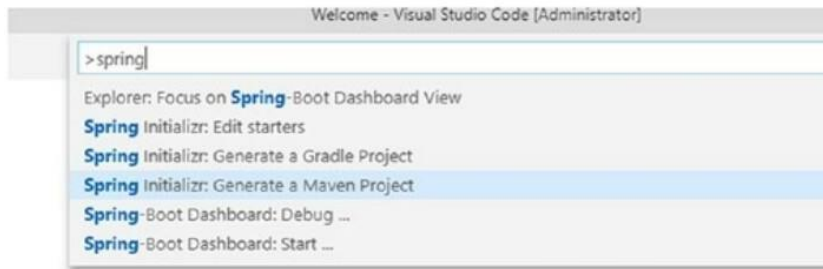 Welcome - Visual Studio Code [Administrator]
>spring
Explorer: Focus on Spring-Boot Dashboard View
Spring Initializr: Edit starters
Spring Initializr: Generate a Gradle Project
Spring Initializr: Generate a Maven Project
Spring-Boot Dashboard: Debug ...
Spring-Boot Dashboard: Start ...